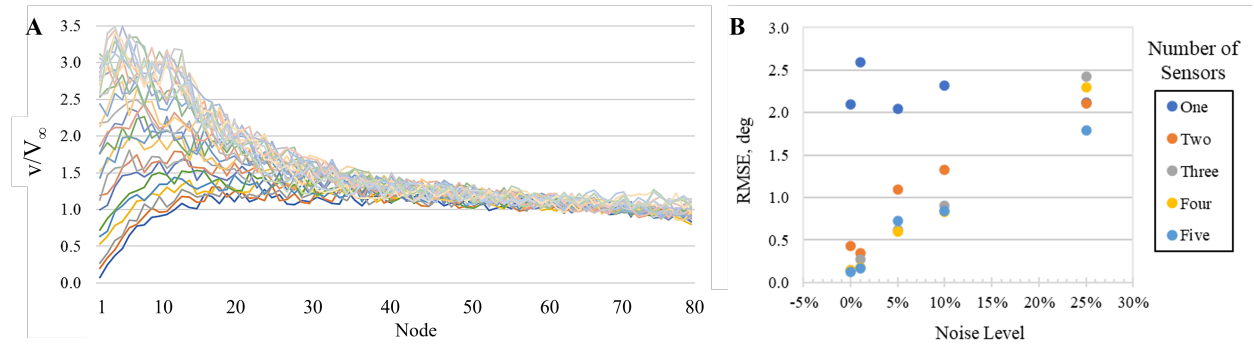 A
3.5
3.0
2.5
2.0
1.5
1.0
0.5
0.0
v/V∞
1 10 20 30 40 50 60 70 80
Node
B
3.0
2.5
2.0
1.5
1.0
0.5
0.0
RMSE, deg
-5% 0% 5% 10% 15% 20% 25% 30%
Noise Level
Number of
Sensors
One
Two
Three
Four
Five